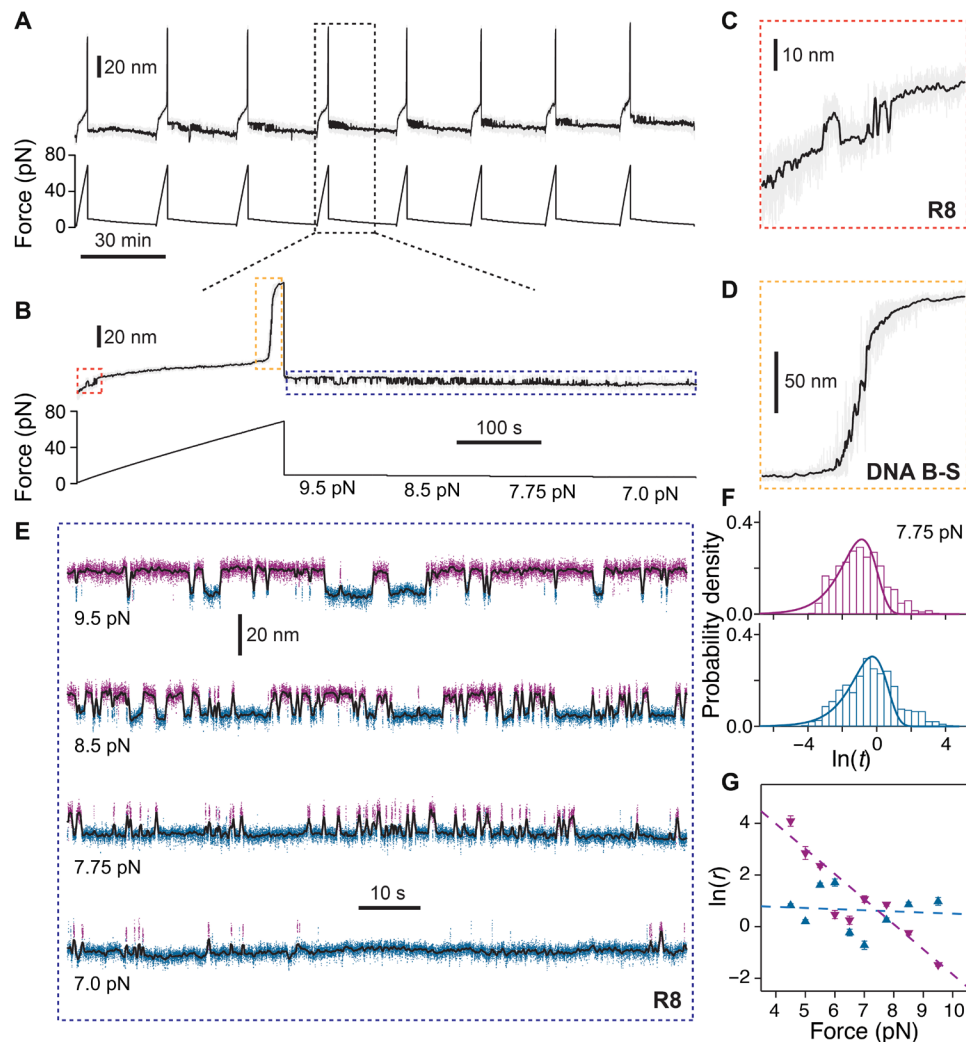 A
20 nm
Force (pN)
80
40
0
30 min
B
20 nm
Force (pN)
80
40
0
100 s
9.5 pN
8.5 pN
7.75 pN
7.0 pN
C
10 nm
R8
D
50 nm
DNA B-S
E
9.5 pN
20 nm
8.5 pN
7.75 pN
10 s
7.0 pN
R8
F
7.75 pN
Probability density
0.4
0.0
0.4
0.0
−4
0
4
ln(t)
G
ln(r)
4
2
0
−2
4 5 6 7 8 9 10
Force (pN)